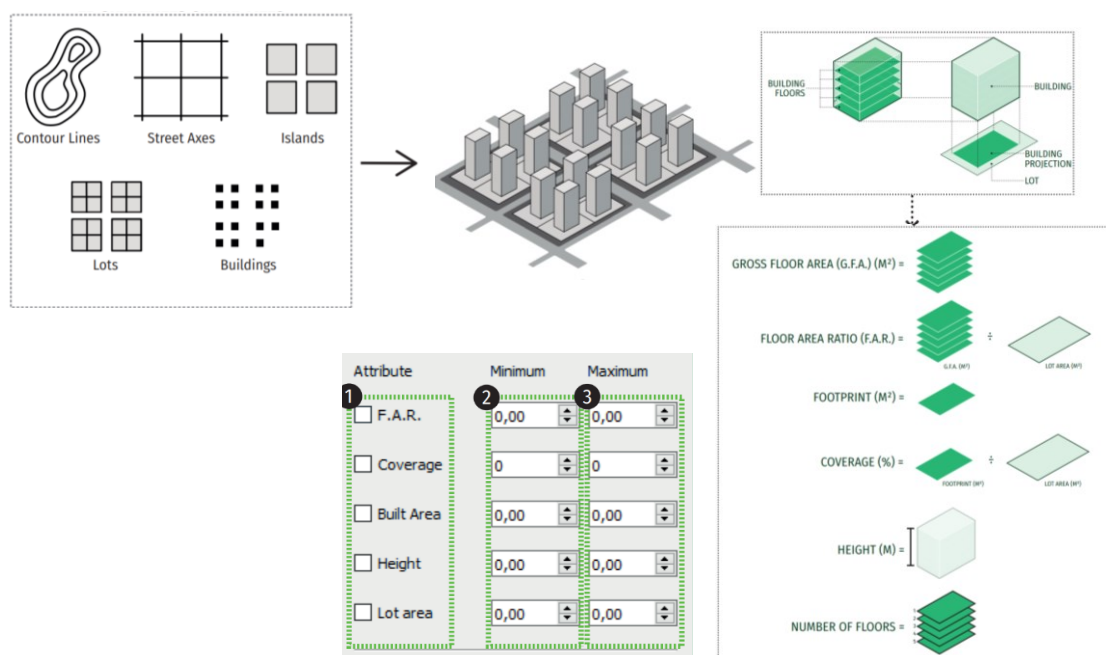 Contour Lines
Street Axes
Islands
Lots
Buildings
BUILDING
FLOORS
BUILDING
BUILDING
PROJECTION
LOT
GROSS FLOOR AREA (G.F.A.) (M²) =
FLOOR AREA RATIO (F.A.R.) =
÷
G.F.A. (M²)
LOT AREA (M²)
FOOTPRINT (M²) =
COVERAGE (%) =
÷
FOOTPRINT (M²)
LOT AREA (M²)
HEIGHT (M) =
NUMBER OF FLOORS =
Attribute Minimum Maximum
1 2 3
F.A.R. 0,00 0,00
Coverage 0 0
Built Area 0,00 0,00
Height 0,00 0,00
Lot area 0,00 0,00